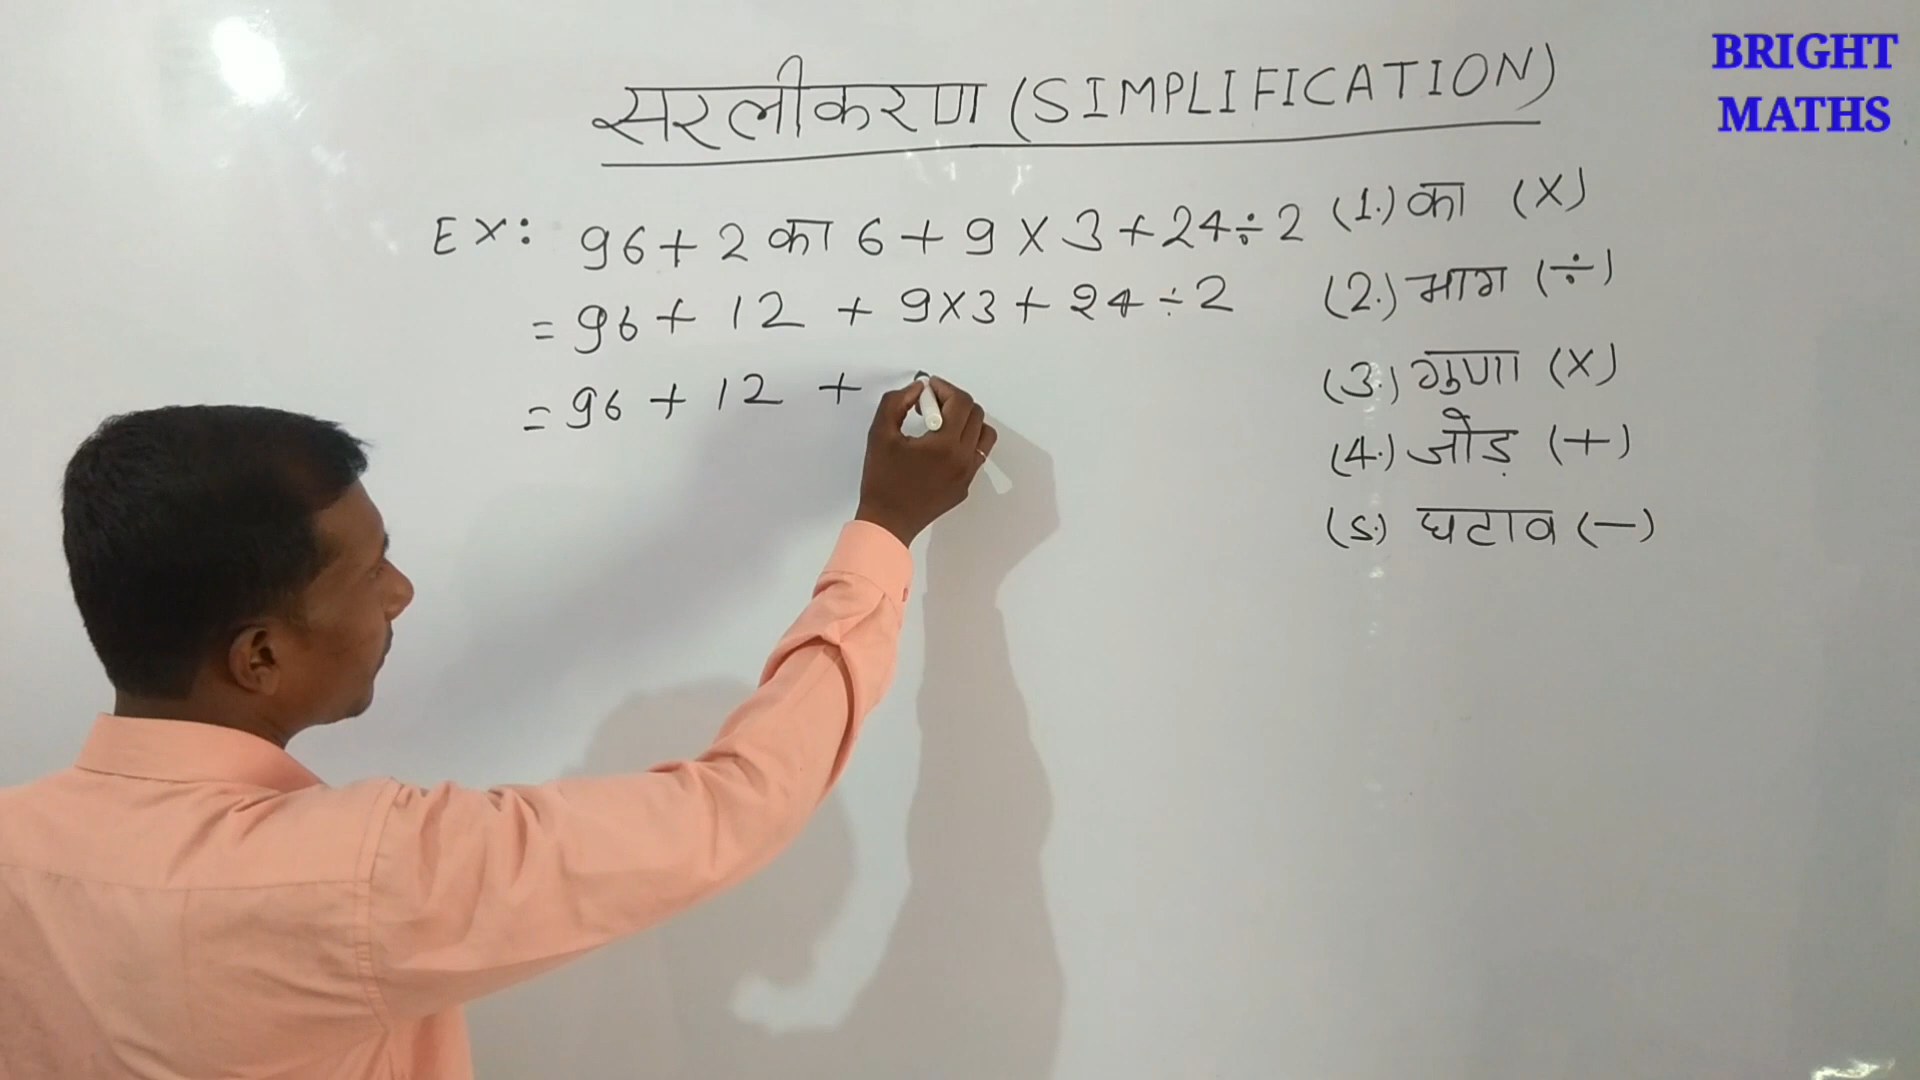 BRIGHT
MATHS
सरलीकरण (SIMPLIFICATION)
EX: 96 + 2 का 6 + 9 X 3 + 24 ÷ 2
= 96 + 12 + 9 X 3 + 24 ÷ 2
= 96 + 12 +
(1.) का (X)
(2.) भाग (÷)
(3.) गुणा (X)
(4.) जोड़ (+)
(5.) घटाव (-)